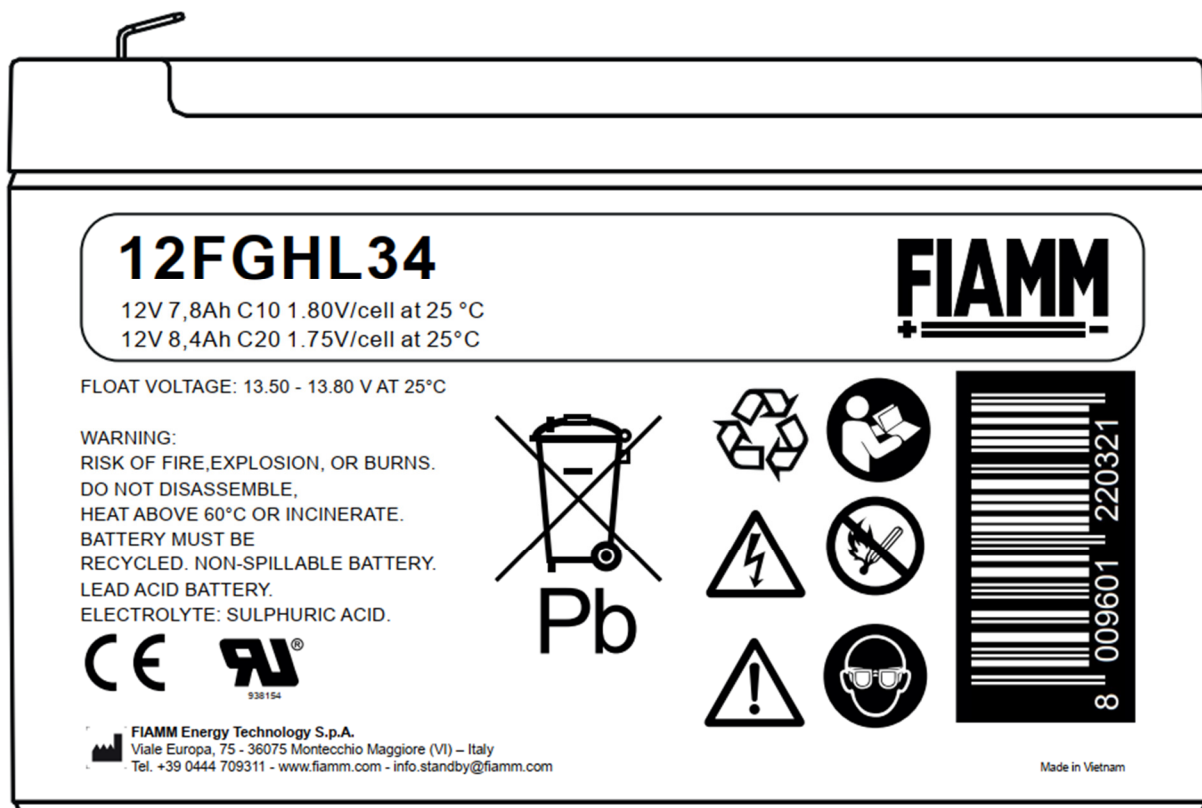 12FGHL34
12V 7,8Ah C10 1.80V/cell at 25 °C
12V 8,4Ah C20 1.75V/cell at 25°C
FIAMM
+ −
FLOAT VOLTAGE: 13.50 - 13.80 V AT 25°C
WARNING:
RISK OF FIRE,EXPLOSION, OR BURNS.
DO NOT DISASSEMBLE,
HEAT ABOVE 60°C OR INCINERATE.
BATTERY MUST BE
RECYCLED. NON-SPILLABLE BATTERY.
LEAD ACID BATTERY.
ELECTROLYTE: SULPHURIC ACID.
CE
RU®
938154
Pb
8 009601 220321
FIAMM Energy Technology S.p.A.
Viale Europa, 75 - 36075 Montecchio Maggiore (VI) – Italy
Tel. +39 0444 709311 - www.fiamm.com - info.standby@fiamm.com
Made in Vietnam